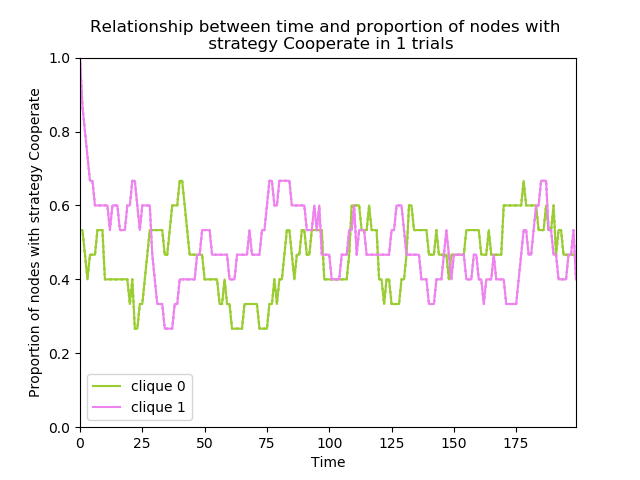 Relationship between time and proportion of nodes with
strategy Cooperate in 1 trials
Proportion of nodes with strategy Cooperate
1.0
0.8
0.6
0.4
0.2
0.0
clique 0
clique 1
0 25 50 75 100 125 150 175
Time